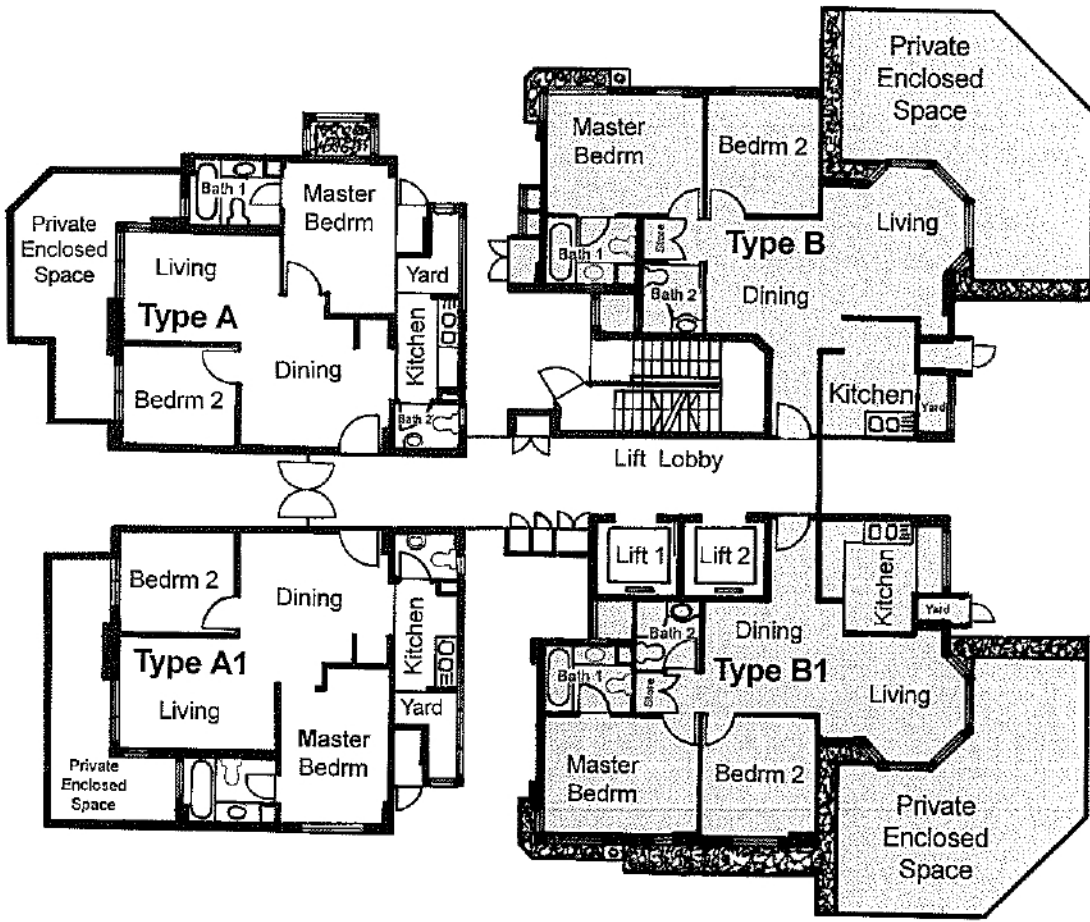 Private
Enclosed
Space
Master
Bedrm
Bedrm 2
Bath 1
Master
Bedrm
Private
Enclosed
Space
Living
Type A
Yard
Kitchen
Dining
Bedrm 2
Bath 2
Store
Type B
Living
Bath 1
Bath 2
Dining
Kitchen
Yard
Lift Lobby
Lift 1
Lift 2
Bedrm 2
Dining
Kitchen
Type A1
Living
Yard
Master
Bedrm
Private
Enclosed
Space
Kitchen
Yard
Bath 2
Dining
Bath 1
Store
Type B1
Living
Master
Bedrm
Bedrm 2
Private
Enclosed
Space